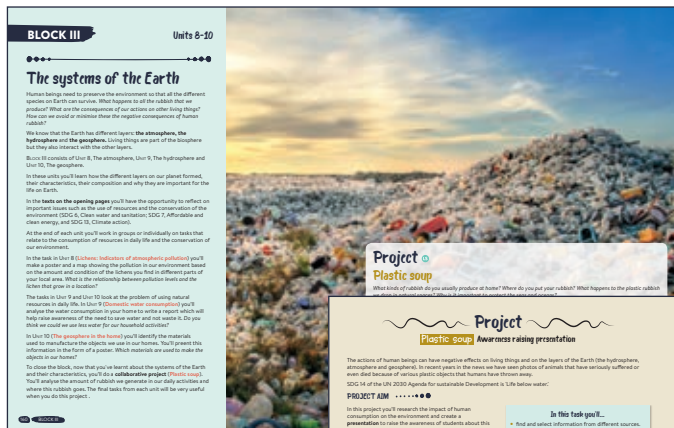 BLOCK III
Units 8-10
The systems of the Earth
Human beings need to preserve the environment so that all the different
species on Earth can survive. What happens to all the rubbish that we
produce? What are the consequences of our actions on other living things?
How can we avoid or minimise these the negative consequences of human
rubbish?
We know that the Earth has different layers: the atmosphere, the
hydrosphere and the geosphere. Living things are part of the biosphere
but they also interact with the other layers.
BLOCK III consists of UNIT 8, The atmosphere, UNIT 9, The hydrosphere and
UNIT 10, The geosphere.
In these units you'll learn how the different layers on our planet formed,
their characteristics, their composition and why they are important for the
life on Earth.
In the texts on the opening pages you'll have the opportunity to reflect on
important issues such as the use of resources and the conservation of the
environment (SDG 6, Clean water and sanitation; SDG 7, Affordable and
clean energy, and SDG 13, Climate action).
At the end of each unit you'll work in groups or individually on tasks that
relate to the consumption of resources in daily life and the conservation of
our environment.
In the task in UNIT 8 (Lichens: Indicators of atmospheric pollution) you'll
make a poster and a map showing the pollution in our environment based
on the amount and condition of the lichens you find in different parts of
your local area. What is the relationship between pollution levels and the
lichen that grow in a location?
The tasks in UNIT 9 and UNIT 10 look at the problem of using natural
resources in daily life. In UNIT 9 (Domestic water consumption) you'll
analyse the water consumption in your home to write a report which will
help raise awareness of the need to save water and not waste it. Do you
think we could we use less water for our household activities?
In UNIT 10 (The geosphere in the home) you'll identify the materials
used to manufacture the objects we use in our homes. You'll present this
information in the form of a poster. Which materials are used to make the
objects in our homes?
To close the block, now that you've learnt about the systems of the Earth
and their characteristics, you'll do a collaborative project (Plastic soup).
You'll analyse the amount of rubbish we generate in our daily activities and
where this rubbish goes. The final tasks from each unit will be very useful
when you do this project.
BLOCK III
Project
Plastic soup
What kinds of rubbish do you usually produce at home? Where do you put your rubbish? What happens to the plastic rubbish
Project
Plastic soup Awareness raising presentation
The actions of human beings can have negative effects on living things and on the layers of the Earth (the hydrosphere,
atmosphere and geosphere). In recent years in the news we have seen photos of animals that have seriously suffered or
even died because of various plastic objects that humans have thrown away.
SDG 14 of the UN 2030 Agenda for sustainable Development is 'Life below water'.
PROJECT AIM
In this project you'll research the impact of human
consumption on the environment and create a
presentation to raise the awareness of students about this
In this task you'll...
• find and select information from different sources.